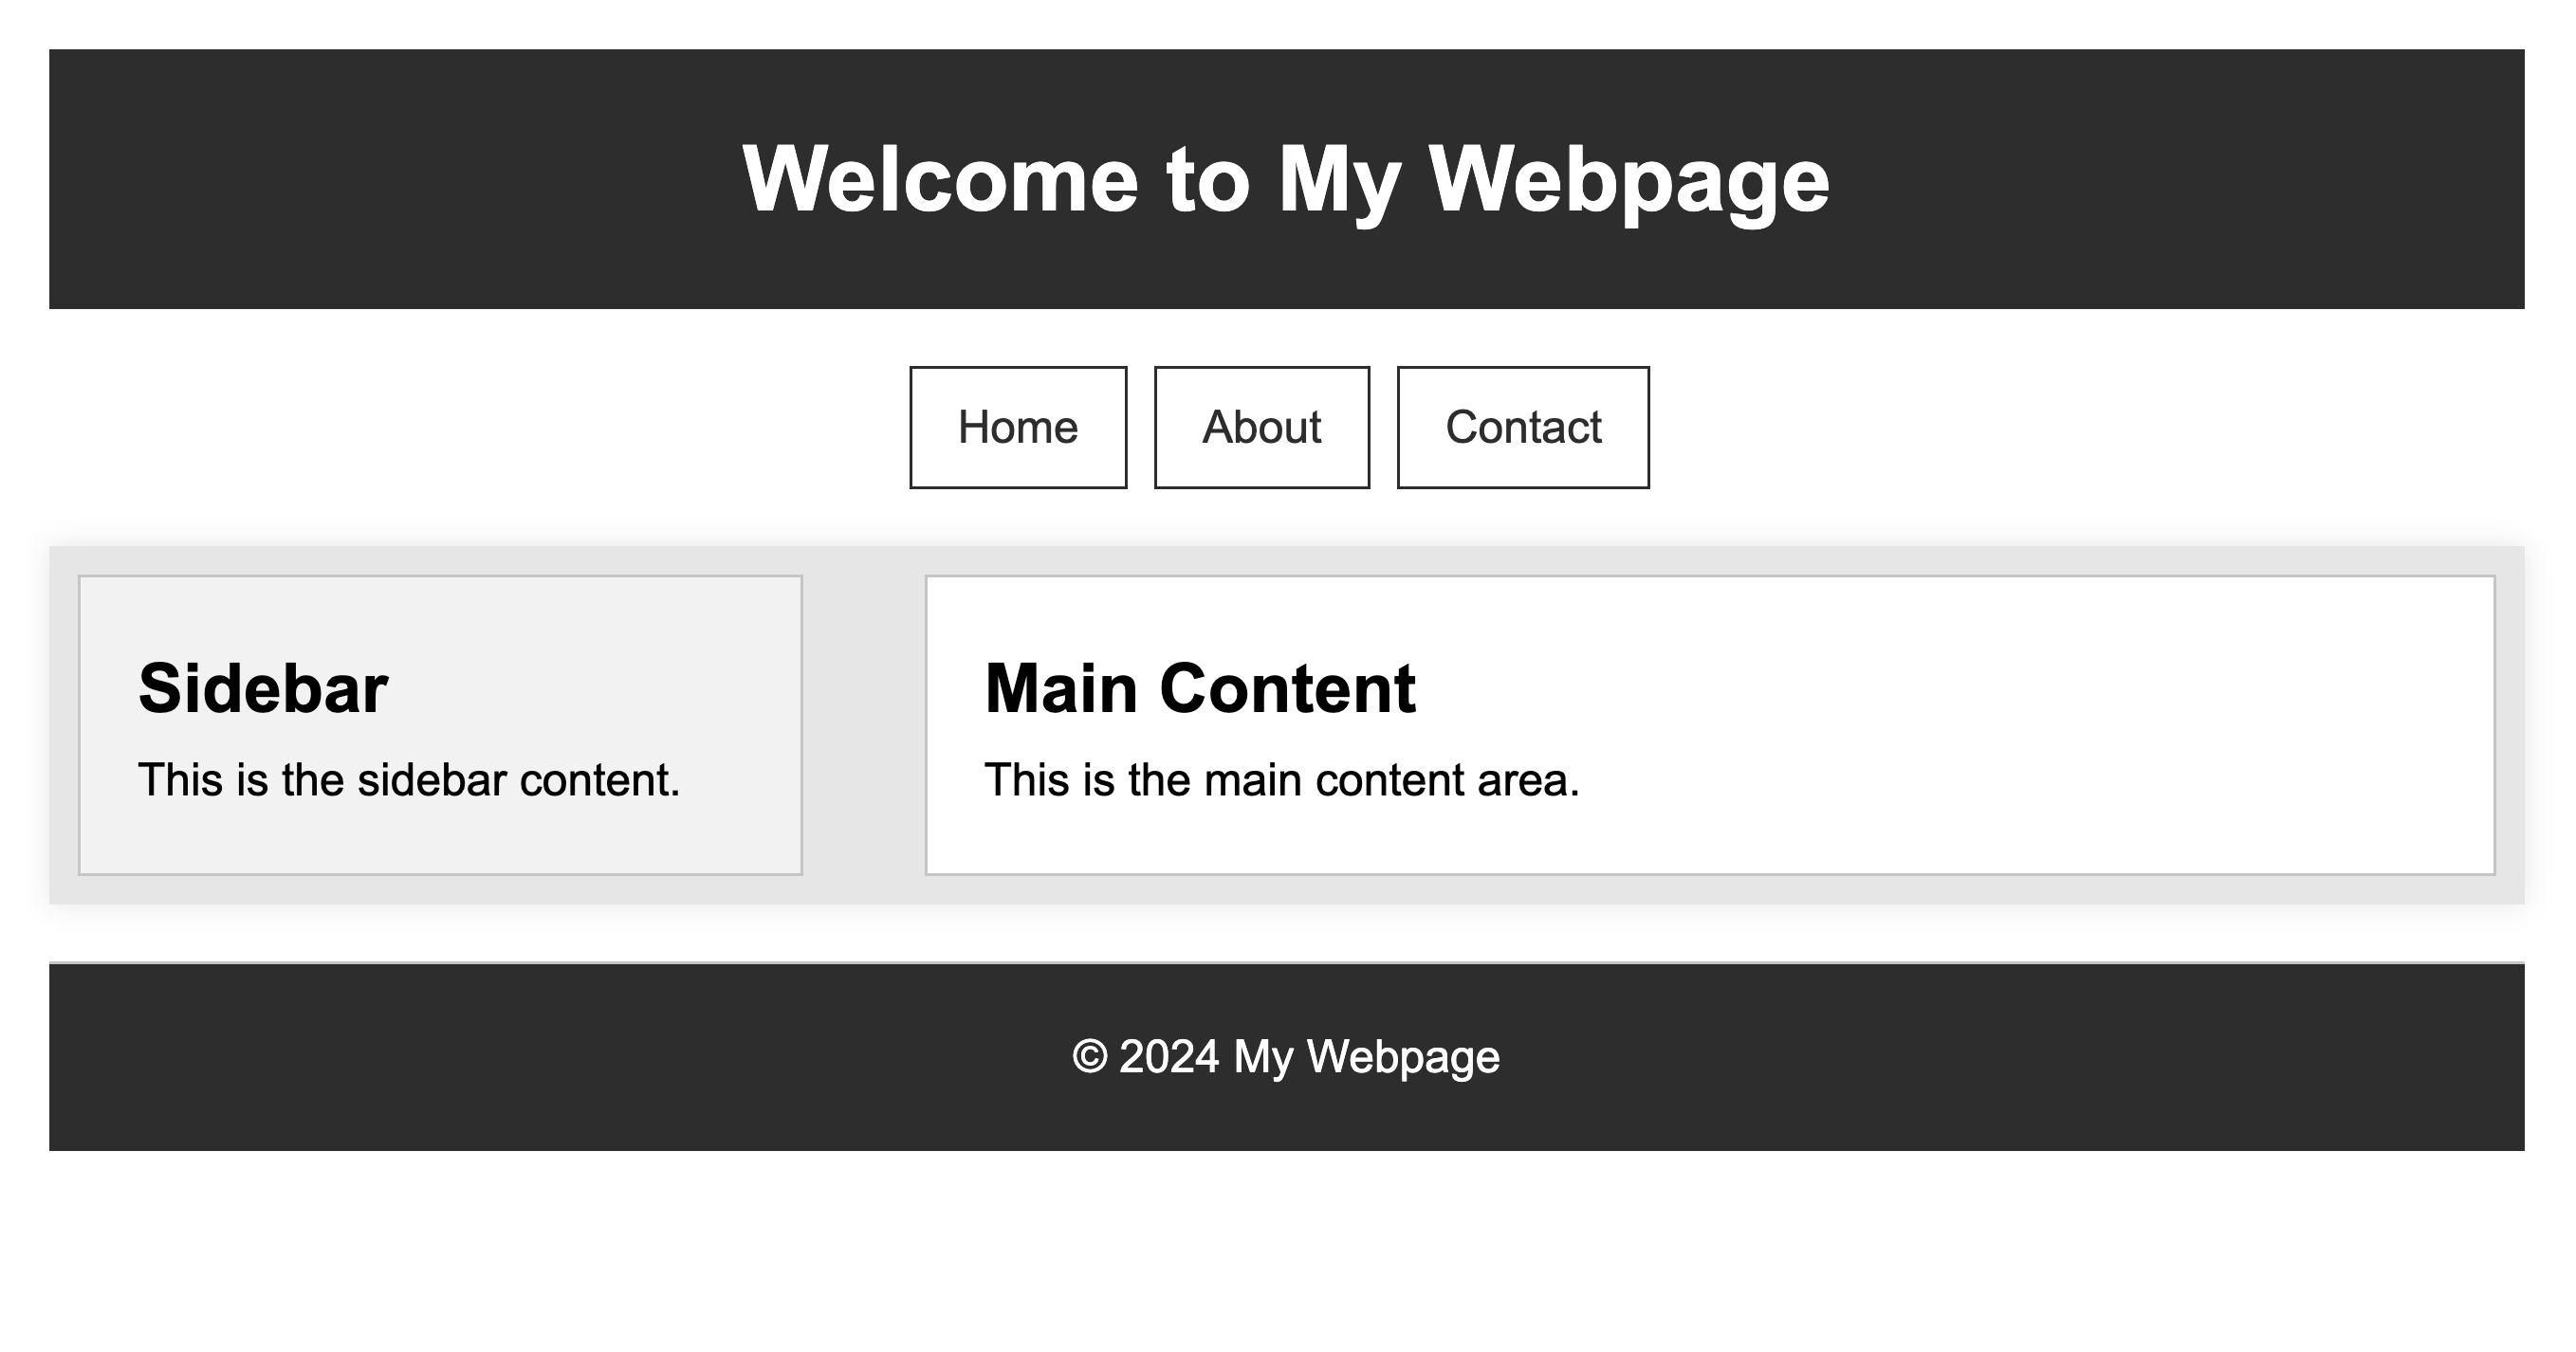 Welcome to My Webpage
Home About Contact
Sidebar
This is the sidebar content.
Main Content
This is the main content area.
© 2024 My Webpage